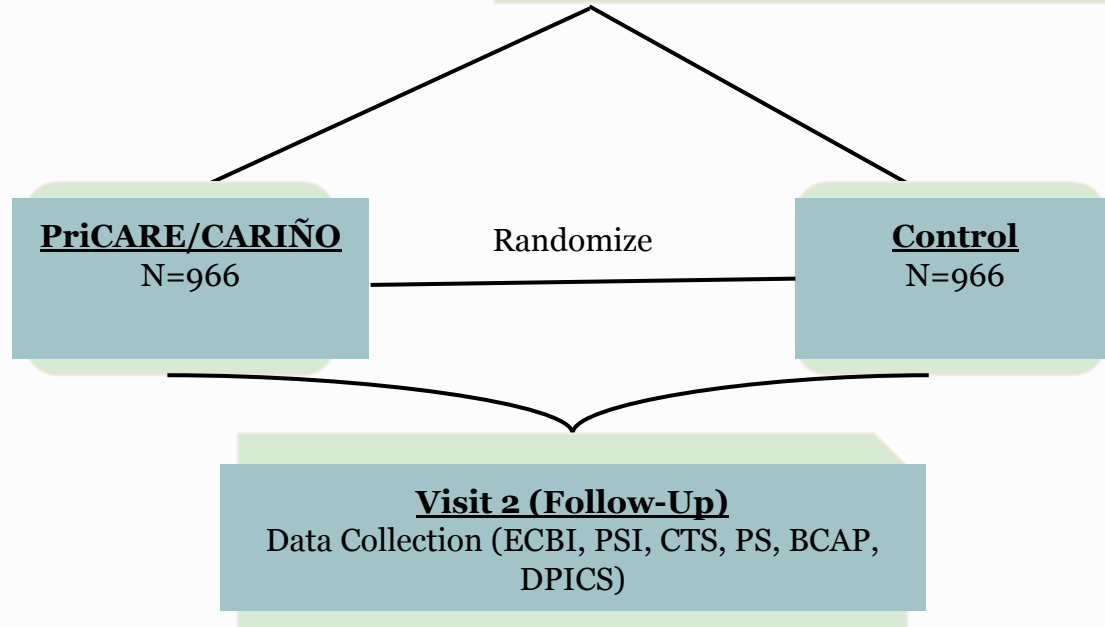 PriCARE/CARIÑO
N=966
Randomize
Control
N=966
Visit 2 (Follow-Up)
Data Collection (ECBI, PSI, CTS, PS, BCAP,
DPICS)